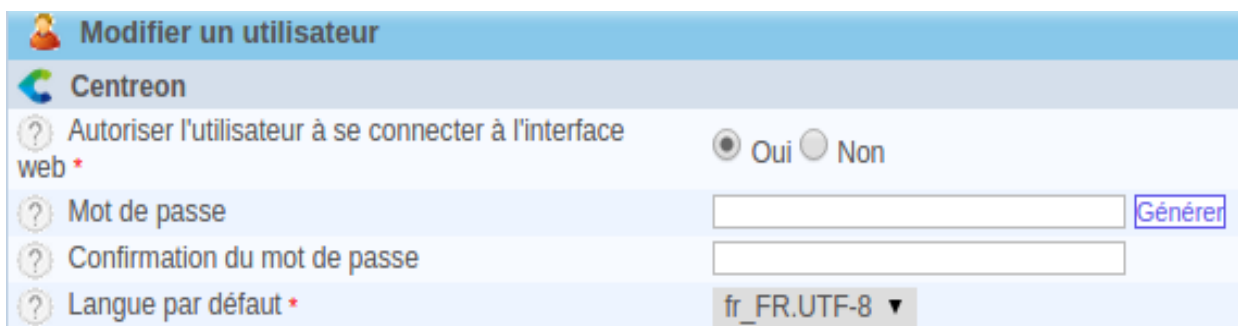 Modifier un utilisateur
Centreon
? Autoriser l'utilisateur à se connecter à l'interface
web * Oui Non
? Mot de passe Générer
? Confirmation du mot de passe
? Langue par défaut * fr_FR.UTF-8 ▼